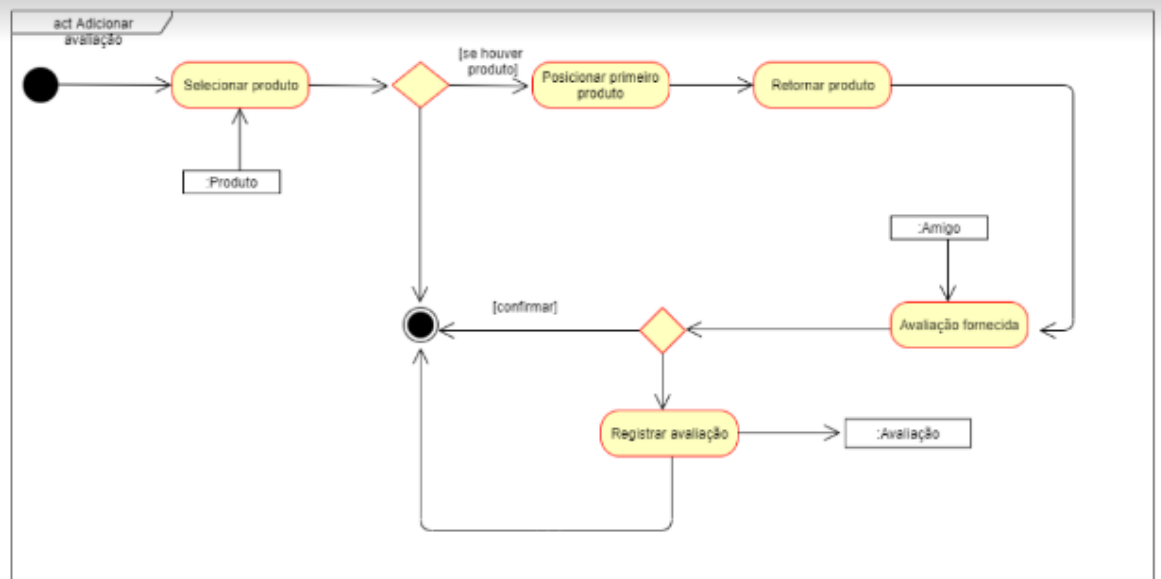 act Adicionar
avaliação
[se houver
produto]
Selecionar produto
Posicionar primeiro
produto
Retornar produto
:Produto
:Amigo
[confirmar]
Avaliação fornecida
Registrar avaliação
:Avaliação